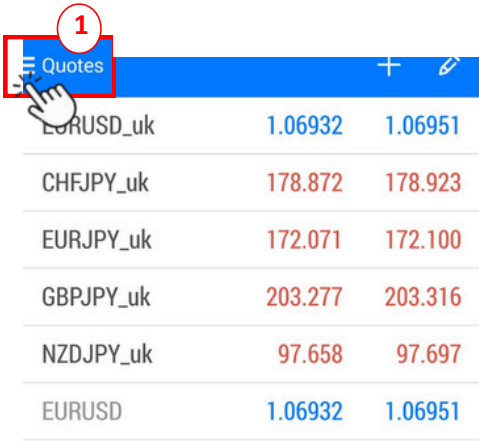 1
Quotes
EURUSD_uk 1.06932 1.06951
CHFJPY_uk 178.872 178.923
EURJPY_uk 172.071 172.100
GBPJPY_uk 203.277 203.316
NZDJPY_uk 97.658 97.697
EURUSD 1.06932 1.06951